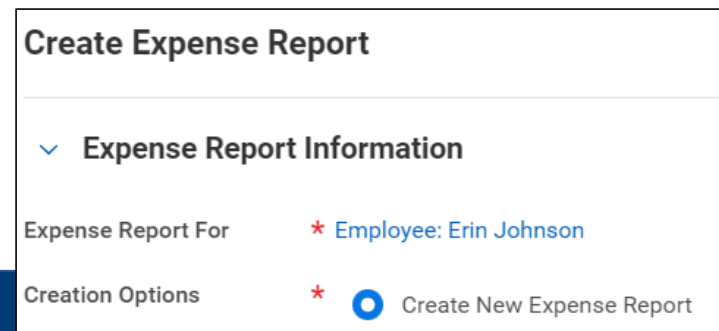 Create Expense Report
Expense Report Information
Expense Report For * Employee: Erin Johnson
Creation Options * Create New Expense Report